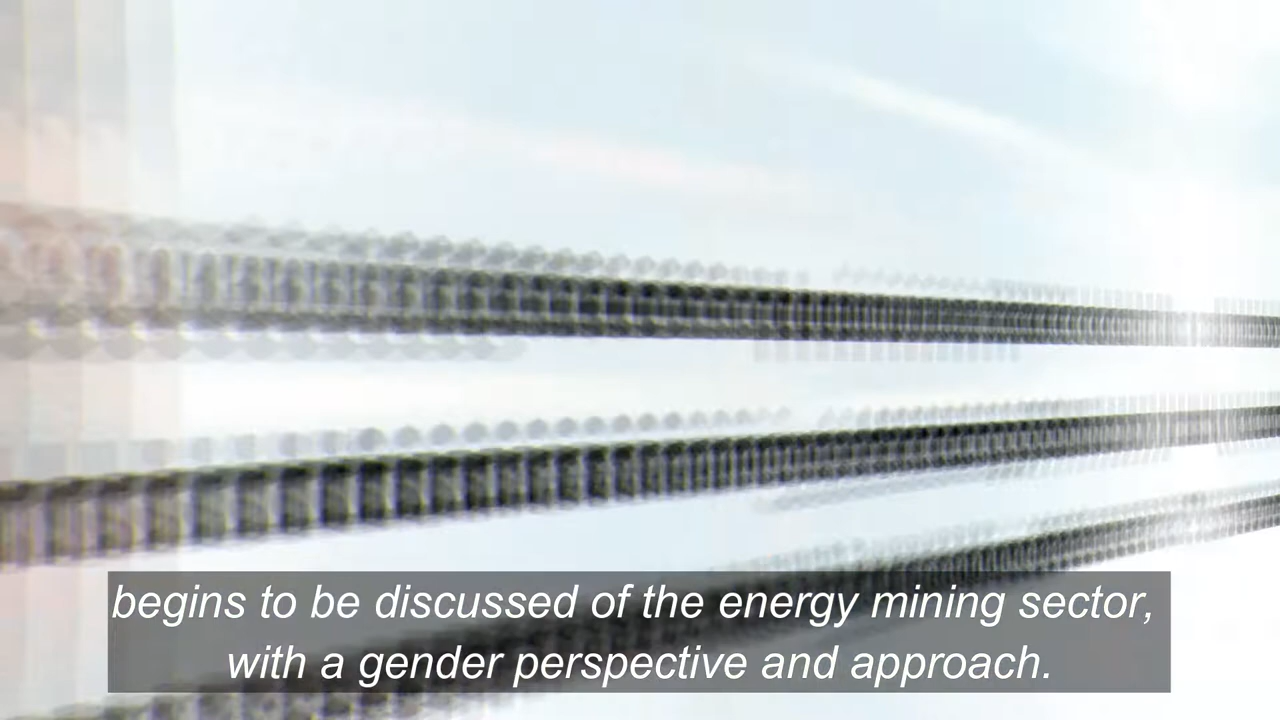 begins to be discussed of the energy mining sector,
with a gender perspective and approach.